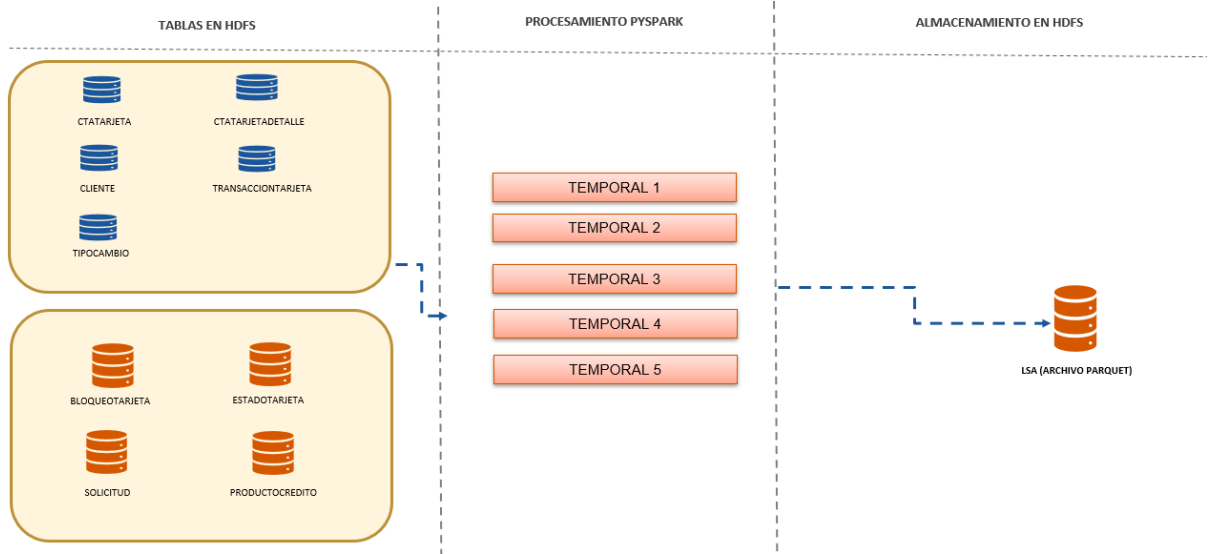 TABLAS EN HDFS
PROCESAMIENTO PYSPARK
ALMACENAMIENTO EN HDFS
CTATARJETA
CTATARJETADETALLE
CLIENTE
TRANSACCIONTARJETA
TIPOCAMBIO
BLOQUEOTARJETA
ESTADOTARJETA
SOLICITUD
PRODUCTOCREDITO
TEMPORAL 1
TEMPORAL 2
TEMPORAL 3
TEMPORAL 4
TEMPORAL 5
LSA (ARCHIVO PARQUET)